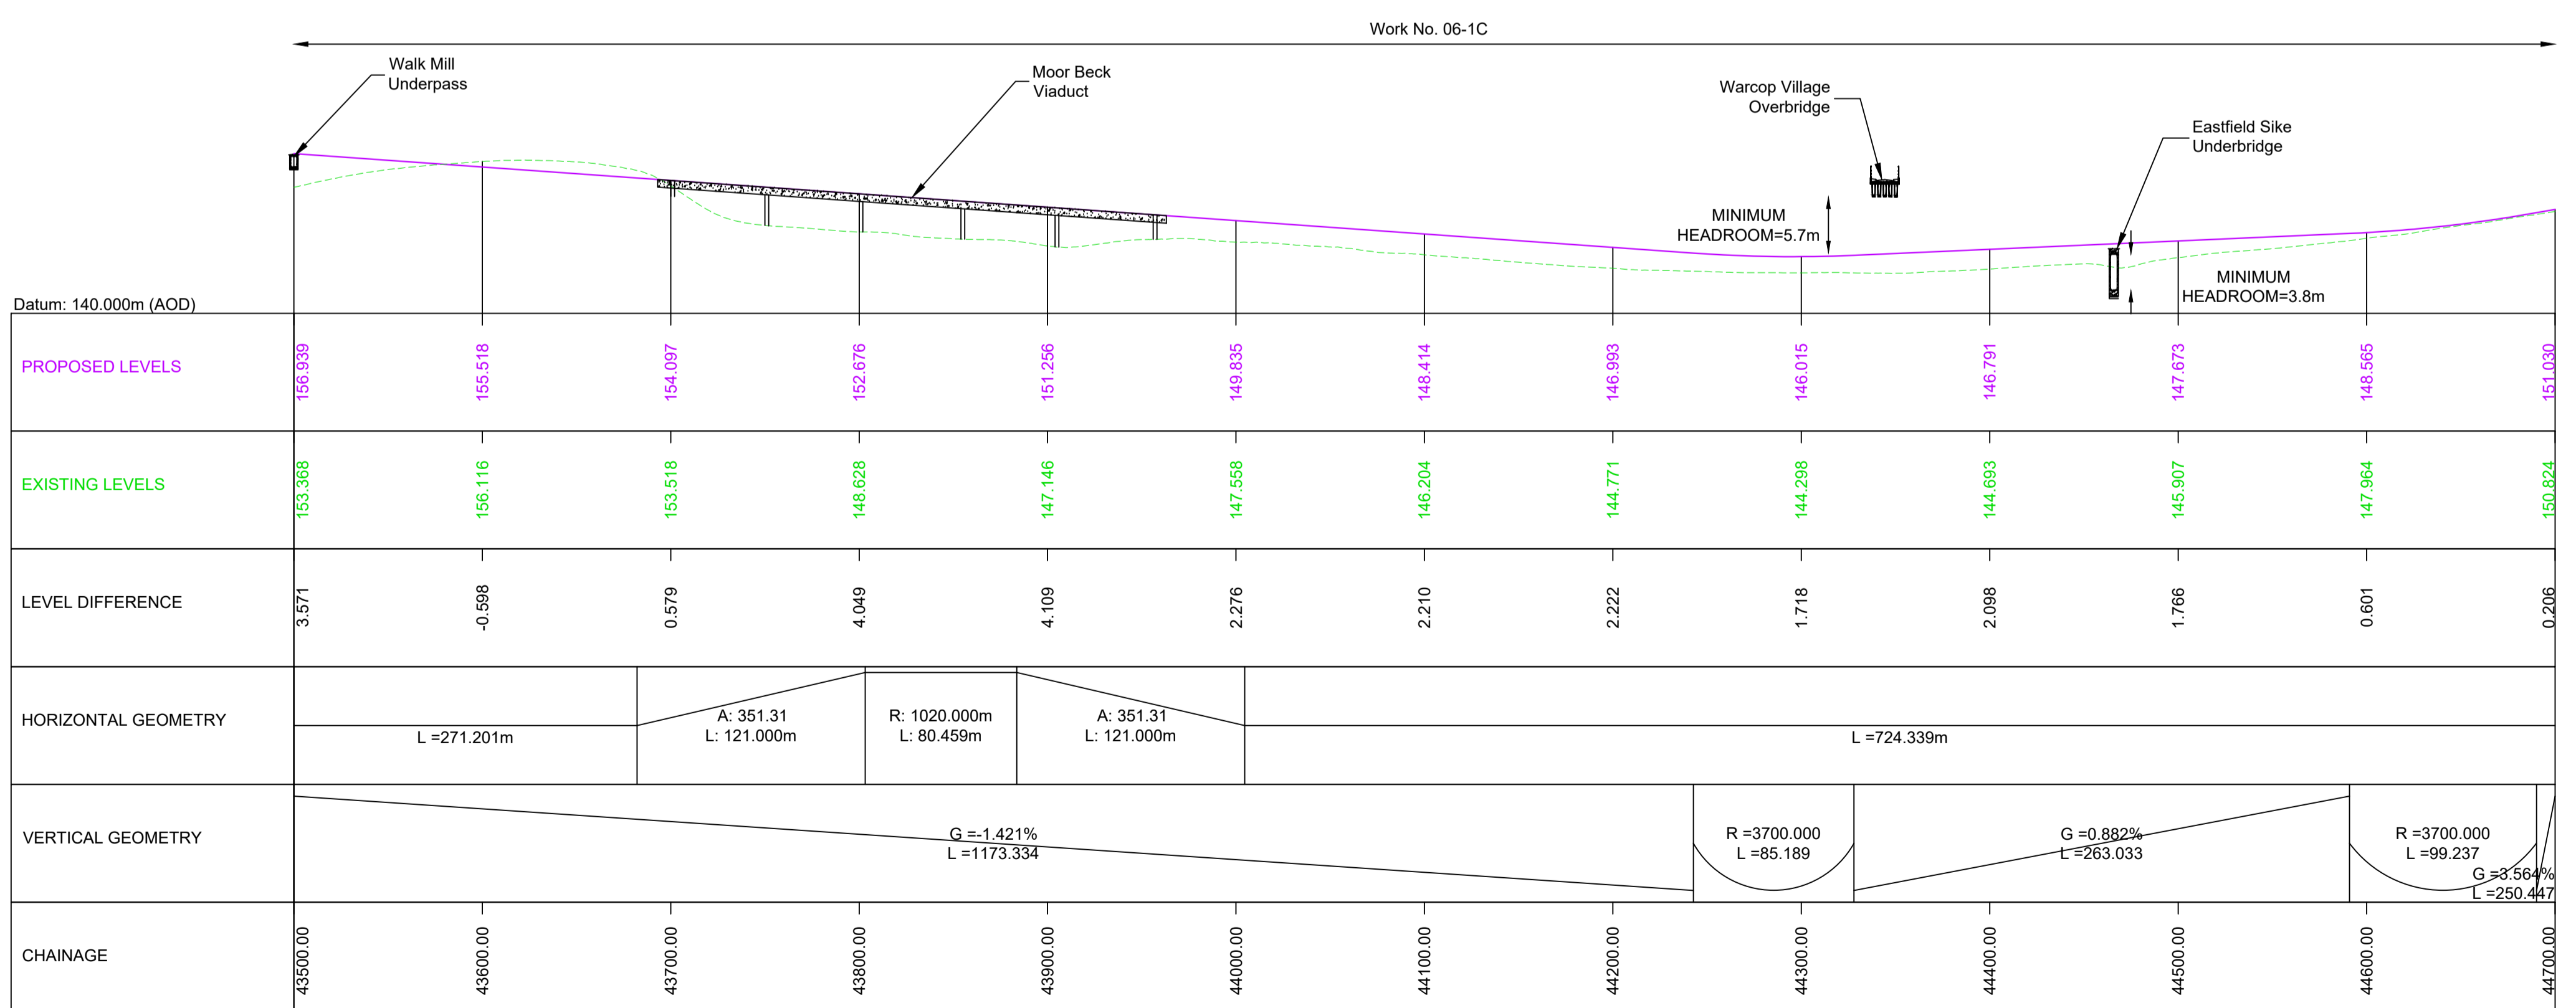 Work No. 06-1C
Walk Mill
Underpass
Moor Beck
Viaduct
Warcop Village
Overbridge
Eastfield Sike
Underbridge
MINIMUM
HEADROOM=5.7m
MINIMUM
HEADROOM=3.8m
Datum: 140.000m (AOD)
PROPOSED LEVELS
156.939
155.518
154.097
152.676
151.256
149.835
148.414
146.993
146.015
146.791
147.673
148.565
151.030
EXISTING LEVELS
153.368
156.116
153.518
148.628
147.146
147.558
146.204
144.771
144.298
144.693
145.907
147.964
150.824
LEVEL DIFFERENCE
3.571
-0.598
0.579
4.049
4.109
2.276
2.210
2.222
1.718
2.098
1.766
0.601
0.206
HORIZONTAL GEOMETRY
L =271.201m
A: 351.31
L: 121.000m
R: 1020.000m
L: 80.459m
A: 351.31
L: 121.000m
L =724.339m
VERTICAL GEOMETRY
G =-1.421%
L =1173.334
R =3700.000
L =85.189
G =0.882%
L =263.033
R =3700.000
L =99.237
G =3.564%
L =250.447
CHAINAGE
43500.00
43600.00
43700.00
43800.00
43900.00
44000.00
44100.00
44200.00
44300.00
44400.00
44500.00
44600.00
44700.00